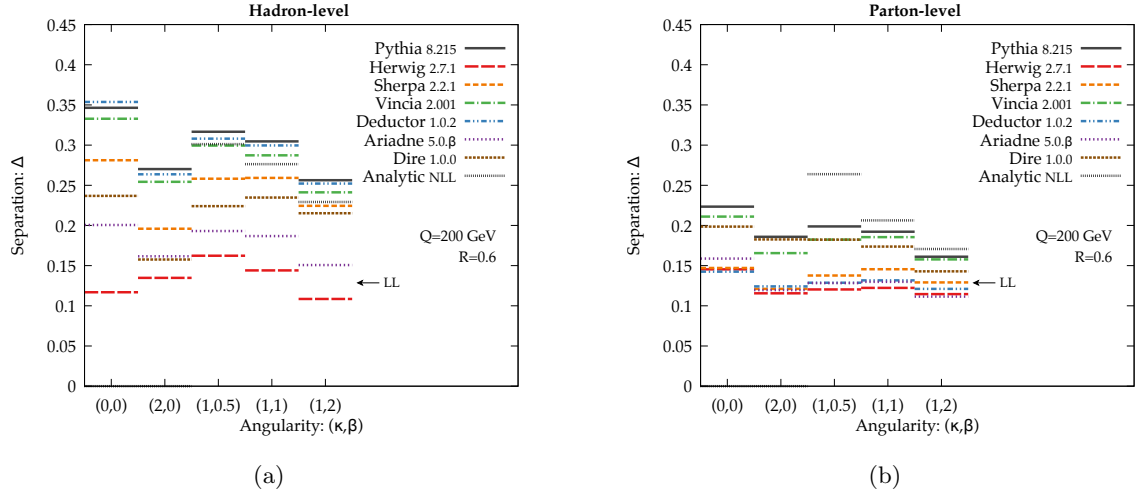 Hadron-level
0.45
0.4
0.35
0.3
0.25
0.2
0.15
0.1
0.05
0
Separation: Δ
Pythia 8.215
Herwig 2.7.1
Sherpa 2.2.1
Vincia 2.001
Deductor 1.0.2
Ariadne 5.0.β
Dire 1.0.0
Analytic NLL
Q=200 GeV
R=0.6
LL
(0,0) (2,0) (1,0.5) (1,1) (1,2)
Angularity: (κ,β)
(a)
Parton-level
0.45
0.4
0.35
0.3
0.25
0.2
0.15
0.1
0.05
0
Separation: Δ
Pythia 8.215
Herwig 2.7.1
Sherpa 2.2.1
Vincia 2.001
Deductor 1.0.2
Ariadne 5.0.β
Dire 1.0.0
Analytic NLL
Q=200 GeV
R=0.6
LL
(0,0) (2,0) (1,0.5) (1,1) (1,2)
Angularity: (κ,β)
(b)